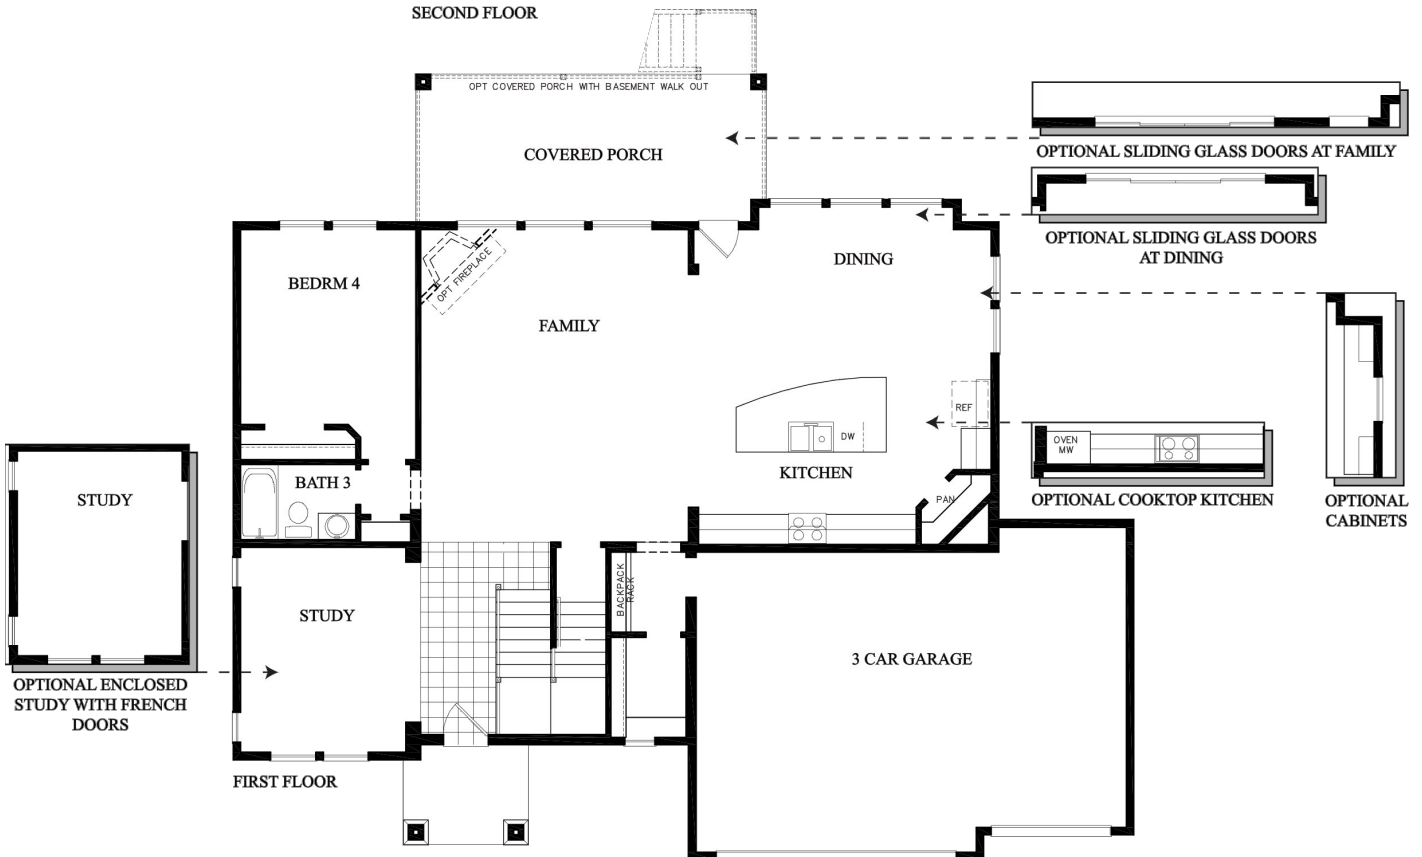 SECOND FLOOR
OPT COVERED PORCH WITH BASEMENT WALK OUT
COVERED PORCH
OPTIONAL SLIDING GLASS DOORS AT FAMILY
OPTIONAL SLIDING GLASS DOORS
AT DINING
BEDRM 4
OPT FIREPLACE
FAMILY
DINING
REF
DW
KITCHEN
OVEN
MW
OPTIONAL COOKTOP KITCHEN
OPTIONAL
CABINETS
PAN
BATH 3
STUDY
OPTIONAL ENCLOSED
STUDY WITH FRENCH
DOORS
STUDY
BACKPACK
RACK
3 CAR GARAGE
FIRST FLOOR